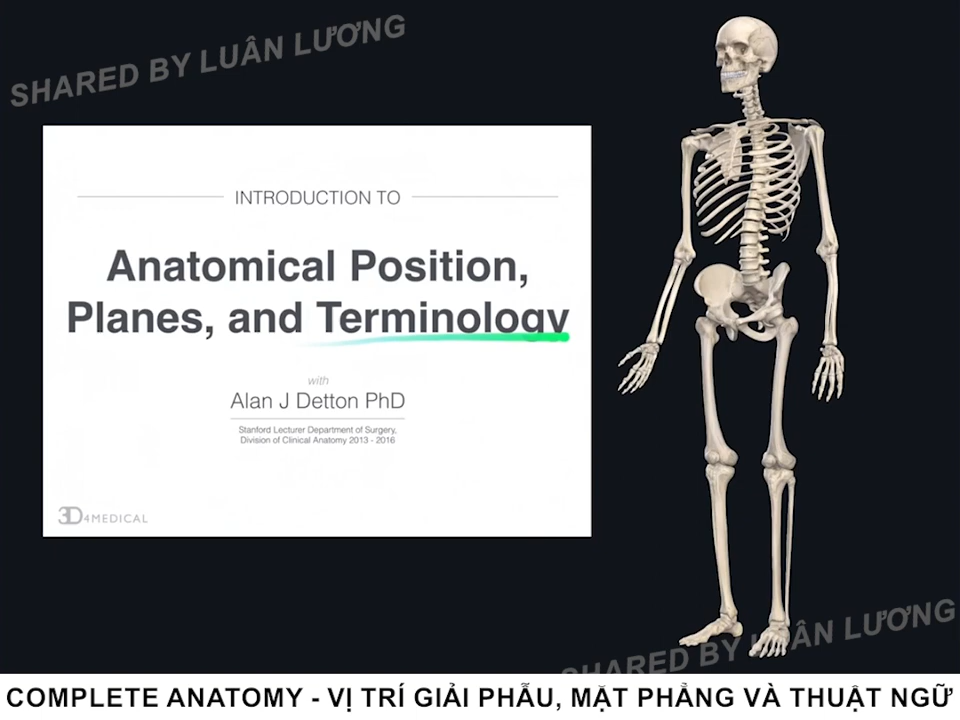 SHARED BY LUÂN LƯƠNG
INTRODUCTION TO
Anatomical Position,
Planes, and Terminology
with
Alan J Detton PhD
Stanford Lecturer Department of Surgery,
Division of Clinical Anatomy 2013 - 2016
3D4MEDICAL
SHARED BY LUÂN LƯƠNG
COMPLETE ANATOMY - VỊ TRÍ GIẢI PHẪU, MẶT PHẲNG VÀ THUẬT NGỮ